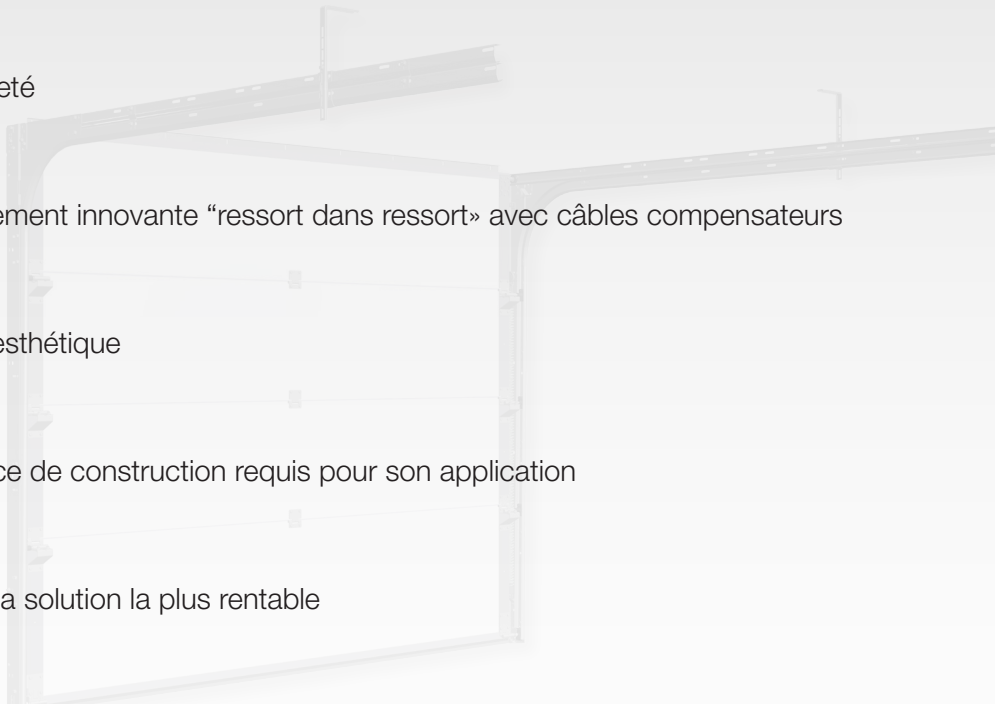 eté
ement innovante “ressort dans ressort» avec câbles compensateurs
esthétique
ce de construction requis pour son application
a solution la plus rentable